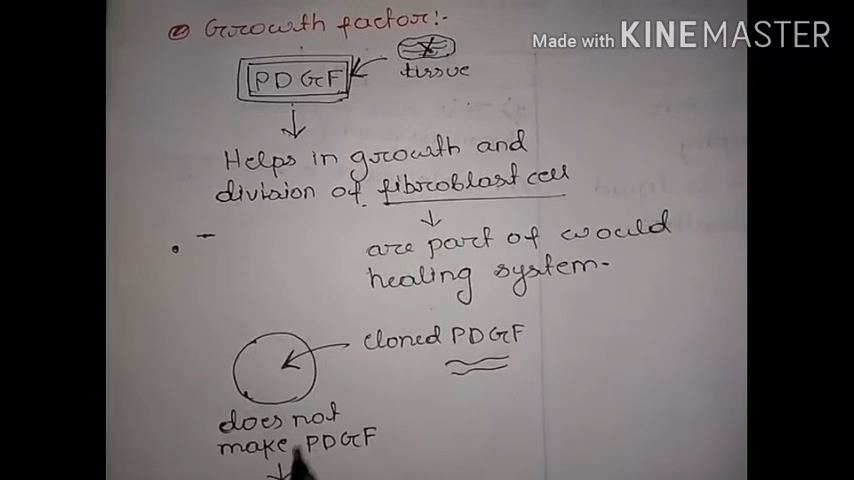 Growth factor:-
Made with KINEMASTER
PDGF
tissue
Helps in growth and
division of fibroblast cell
are part of would
healing system.
cloned PDGF
does not
make PDGF